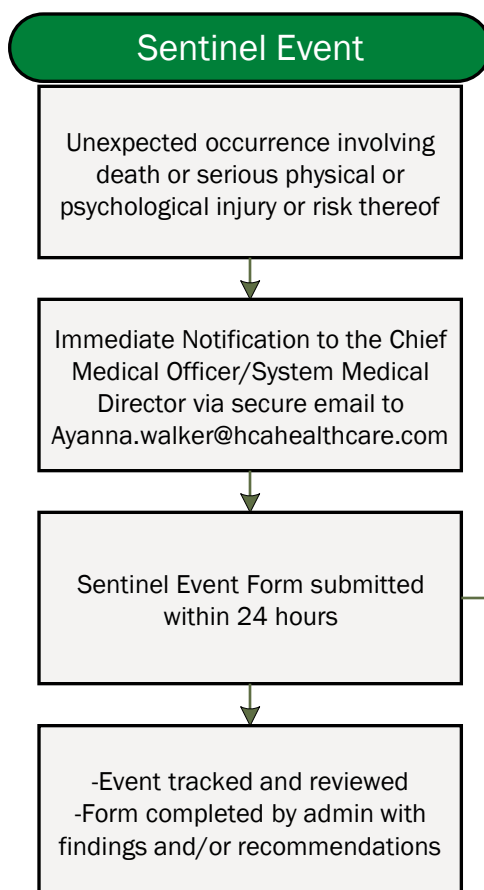 Sentinel Event
Unexpected occurrence involving
death or serious physical or
psychological injury or risk thereof
Immediate Notification to the Chief
Medical Officer/System Medical
Director via secure email to
Ayanna.walker@hcahealthcare.com
Sentinel Event Form submitted
within 24 hours
-Event tracked and reviewed
-Form completed by admin with
findings and/or recommendations